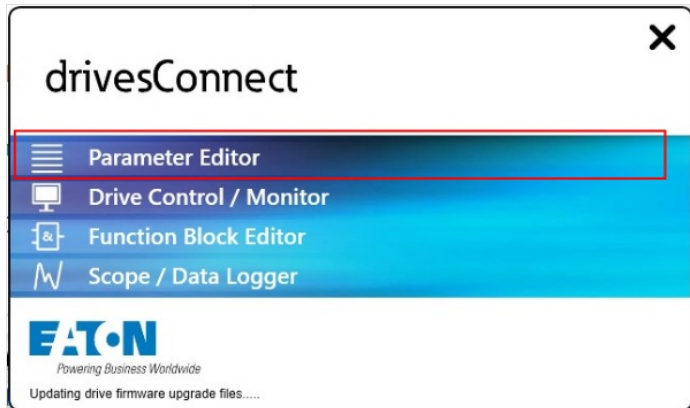 drivesConnect
Parameter Editor
Drive Control / Monitor
&
Function Block Editor
Scope / Data Logger
EATON
Powering Business Worldwide
Updating drive firmware upgrade files.....